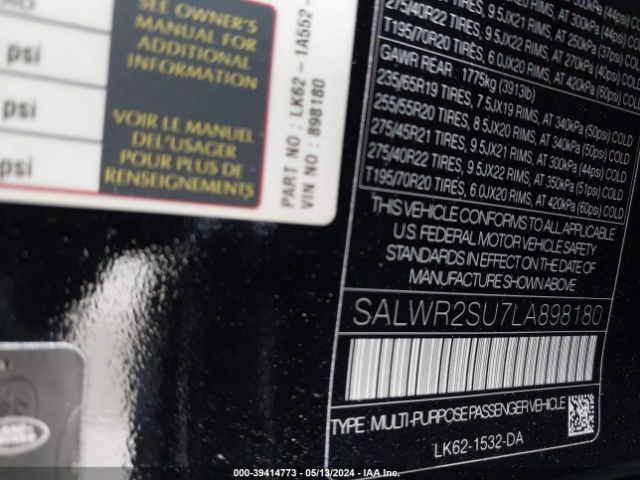 SEE OWNER'S
MANUAL FOR
ADDITIONAL
INFORMATION
psi
psi
psi
VOIR LE MANUEL
DE L'USAGER
POUR PLUS DE
RENSEIGNEMENTS
PART NO : LK62 - 1A552-
VIN NO : 898180
275/40R22 TIRES, 9.5JX21 RIMS, AT 250kPa (37psi) COLD
9.5JX22 RIMS, AT 270kPa (40psi) COLD
T195/70R20 TIRES, 6.0JX20 RIMS, AT 420kPa (60psi) COLD
GAWR REAR : 1775kg (3913lb)
235/65R19 TIRES, 7.5JX19 RIMS, AT 340kPa (50psi) COLD
255/55R20 TIRES, 8.5JX20 RIMS, AT 340kPa (50psi) COLD
275/45R21 TIRES, 9.5JX21 RIMS, AT 300kPa (44psi) COLD
275/40R22 TIRES, 9.5JX22 RIMS, AT 350kPa (51psi) COLD
T195/70R20 TIRES, 6.0JX20 RIMS, AT 420kPa (60psi) COLD
THIS VEHICLE CONFORMS TO ALL APPLICABLE
U.S. FEDERAL MOTOR VEHICLE SAFETY
STANDARDS IN EFFECT ON THE DATE OF
MANUFACTURE SHOWN ABOVE
SALWR2SU7LA898180
TYPE : MULTI-PURPOSE PASSENGER VEHICLE
LK62-1532-DA
000-39414773 - 05/13/2024 - IAA Inc.